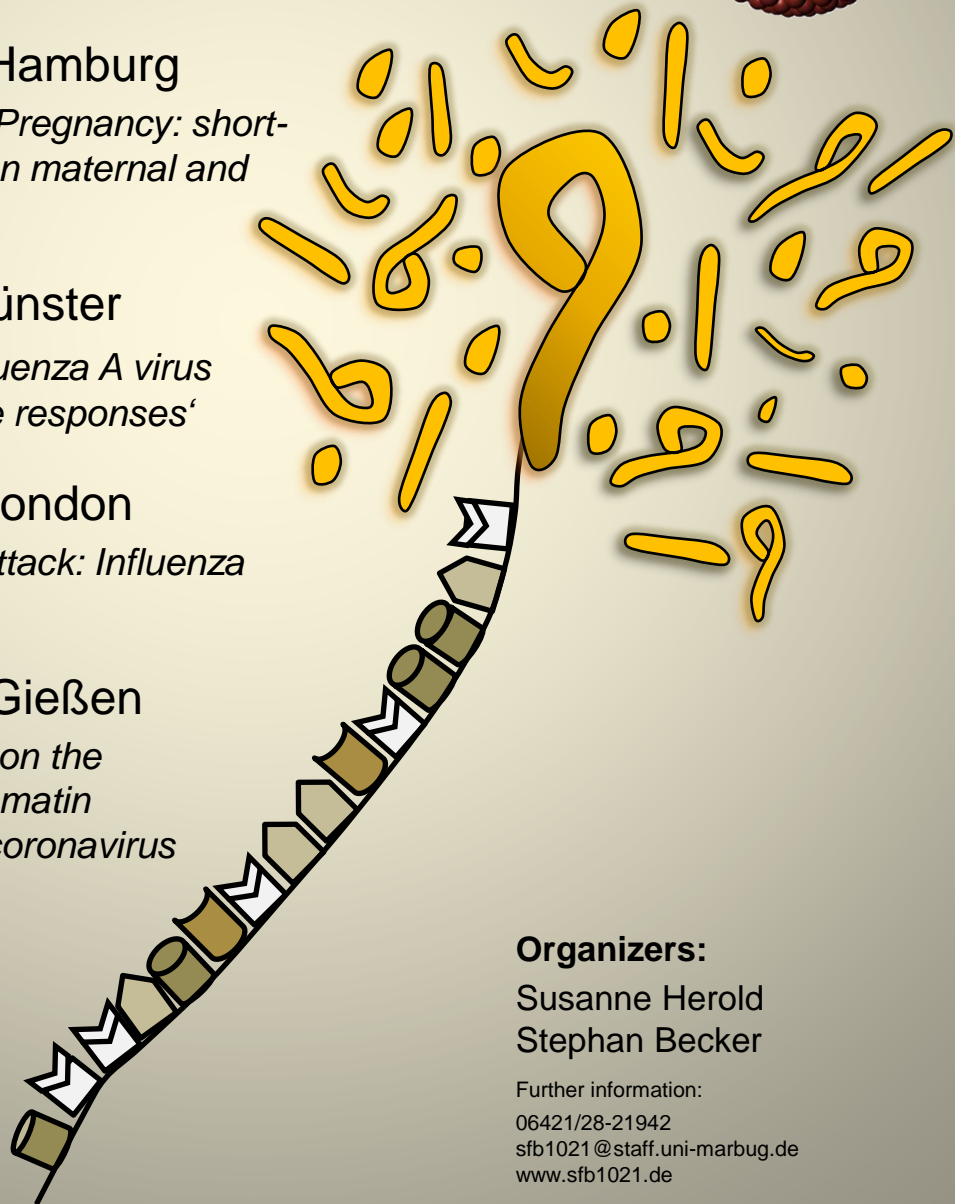 Hamburg
Pregnancy: short-
n maternal and
ünster
uenza A virus
e responses‘
ondon
ttack: Influenza
Gießen
on the
matin
coronavirus
Organizers:
Susanne Herold
Stephan Becker
Further information:
06421/28-21942
sfb1021@staff.uni-marbug.de
www.sfb1021.de